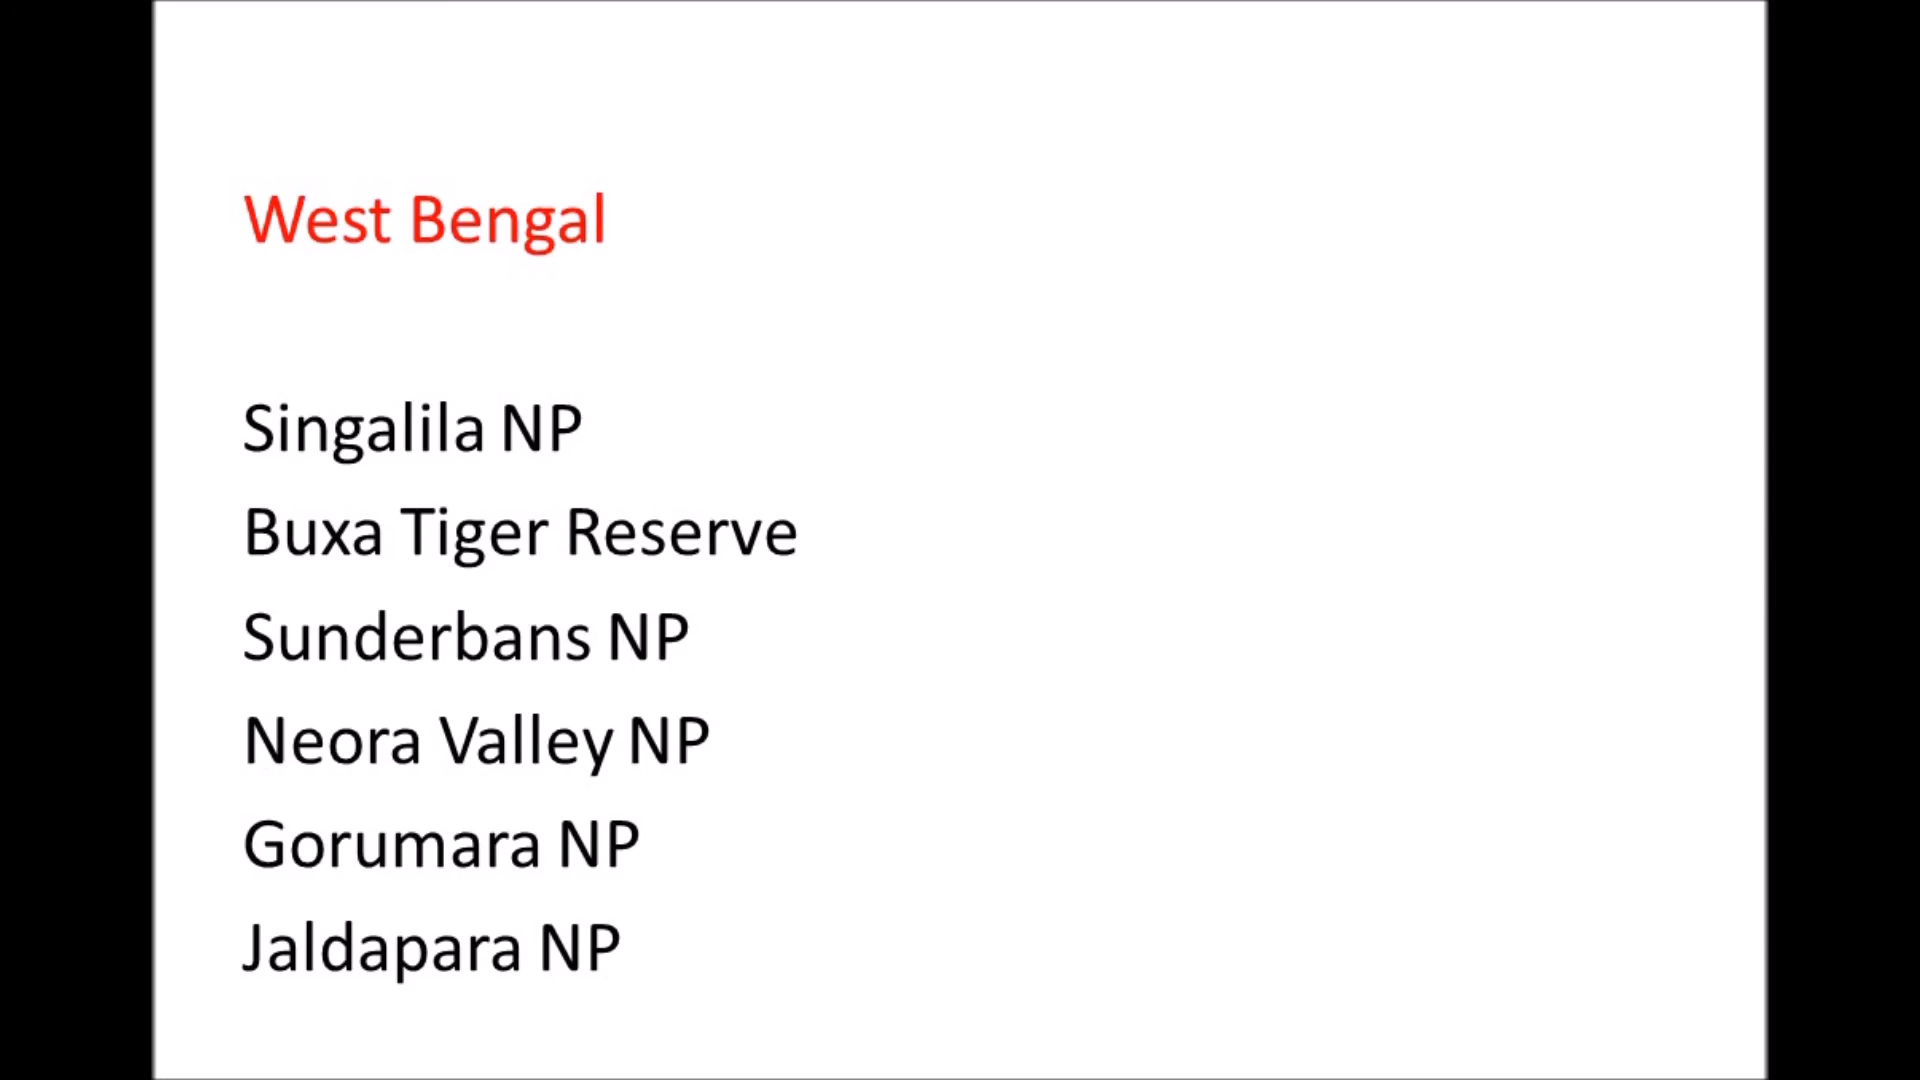 West Bengal
Singalila NP
Buxa Tiger Reserve
Sunderbans NP
Neora Valley NP
Gorumara NP
Jaldapara NP